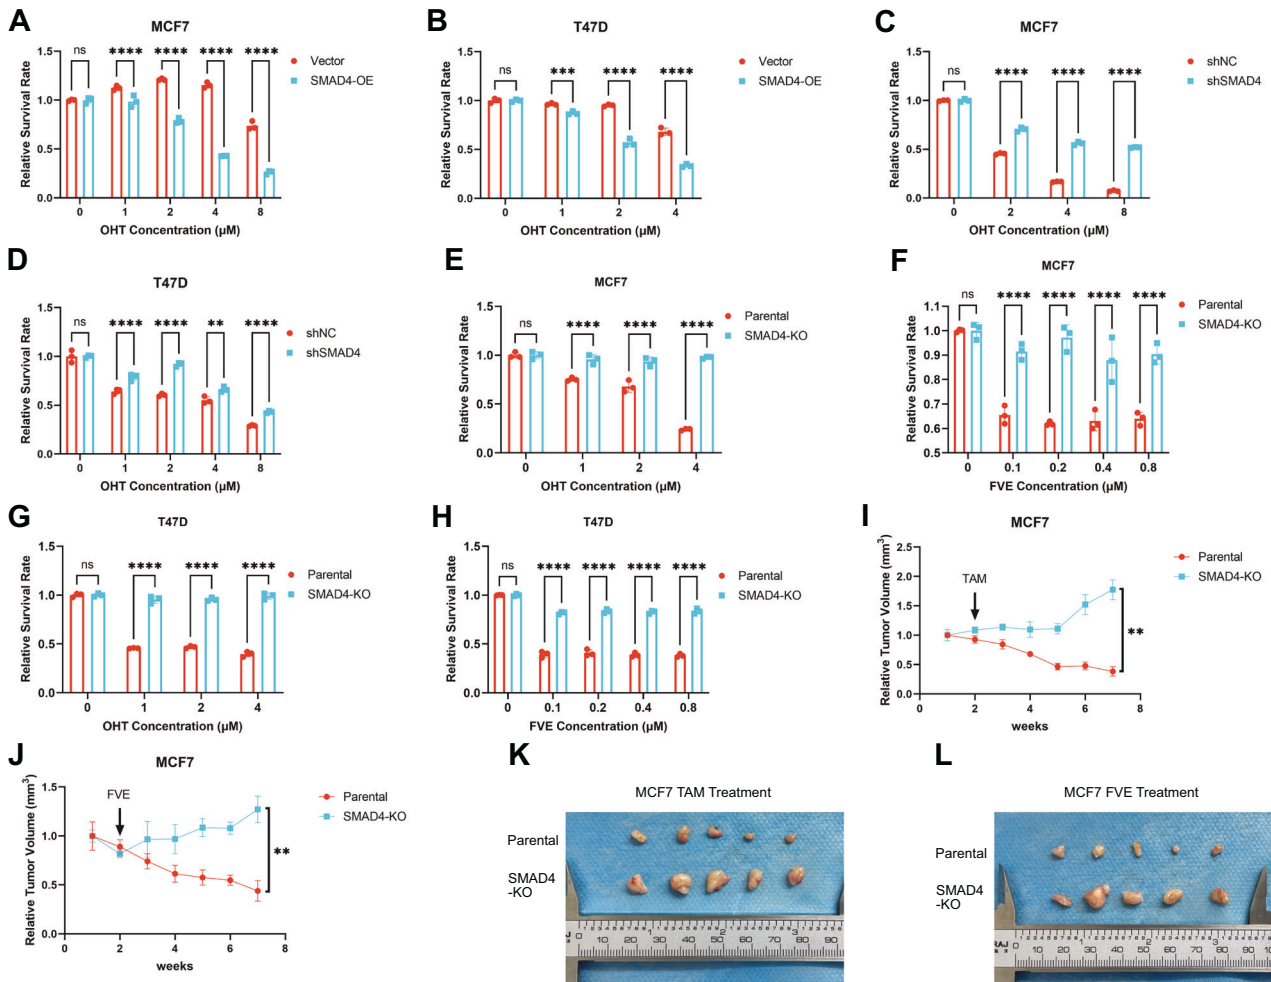 A
MCF7
ns
****
****
****
****
Vector
SMAD4-OE
Relative Survival Rate
1.5
1.0
0.5
0.0
0
1
2
4
8
OHT Concentration (μM)
B
T47D
ns
***
****
****
Vector
SMAD4-OE
Relative Survival Rate
1.5
1.0
0.5
0.0
0
1
2
4
OHT Concentration (μM)
C
MCF7
ns
****
****
****
shNC
shSMAD4
Relative Survival Rate
1.5
1.0
0.5
0.0
0
2
4
8
OHT Concentration (μM)
D
T47D
ns
****
****
**
****
shNC
shSMAD4
Relative Survival Rate
1.5
1.0
0.5
0.0
0
1
2
4
8
OHT Concentration (μM)
E
MCF7
ns
****
****
****
Parental
SMAD4-KO
Relative Survival Rate
1.5
1.0
0.5
0.0
0
1
2
4
OHT Concentration (μM)
F
MCF7
ns
****
****
****
****
Parental
SMAD4-KO
Relative Survival Rate
1.1
1.0
0.9
0.8
0.7
0.6
0.5
0
0.1
0.2
0.4
0.8
FVE Concentration (μM)
G
T47D
ns
****
****
****
Parental
SMAD4-KO
Relative Survival Rate
1.5
1.0
0.5
0.0
0
1
2
4
OHT Concentration (μM)
H
T47D
ns
****
****
****
****
Parental
SMAD4-KO
Relative Survival Rate
1.5
1.0
0.5
0.0
0
0.1
0.2
0.4
0.8
FVE Concentration (μM)
I
MCF7
TAM
Parental
SMAD4-KO
**
Relative Tumor Volume (mm³)
2.5
2.0
1.5
1.0
0.5
0.0
0
2
4
6
8
weeks
J
MCF7
FVE
Parental
SMAD4-KO
**
Relative Tumor Volume (mm³)
1.5
1.0
0.5
0.0
0
2
4
6
8
weeks
K
MCF7 TAM Treatment
Parental
SMAD4
-KO
0 10 20 30 40 50 60 70 80 90
L
MCF7 FVE Treatment
Parental
SMAD4
-KO
0 10 20 30 40 50 60 70 80 90